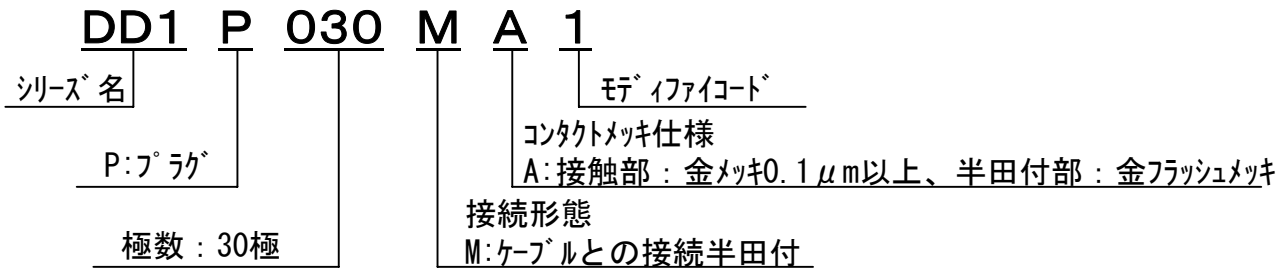 DD1 P 030 M A 1
ｼﾘｰｽﾞ名
ﾓﾃﾞｨﾌｧｲｺｰﾄﾞ
ｺﾝﾀｸﾄﾒｯｷ仕様
P:ﾌﾟﾗｸﾞ
A:接触部：金ﾒｯｷ0.1μm以上、半田付部：金ﾌﾗｯｼｭﾒｯｷ
接続形態
極数：30極
M:ｹｰﾌﾞﾙとの接続半田付